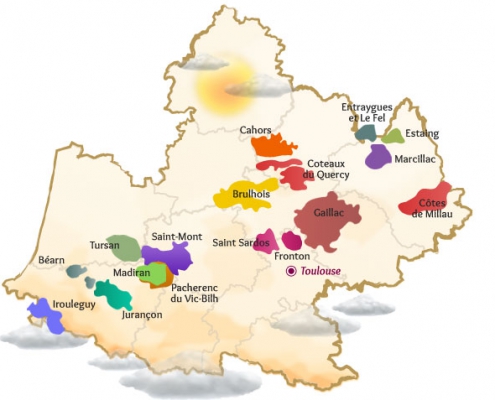 Entraygues
et Le Fel
Estaing
Cahors
Marcillac
Coteaux
du Quercy
Brulhois
Côtes
de Millau
Gaillac
Saint-Mont
Saint Sardos
Tursan
Fronton
Béarn
Madiran
Toulouse
Pacherenc
du Vic-Bilh
Irouleguy
Jurançon